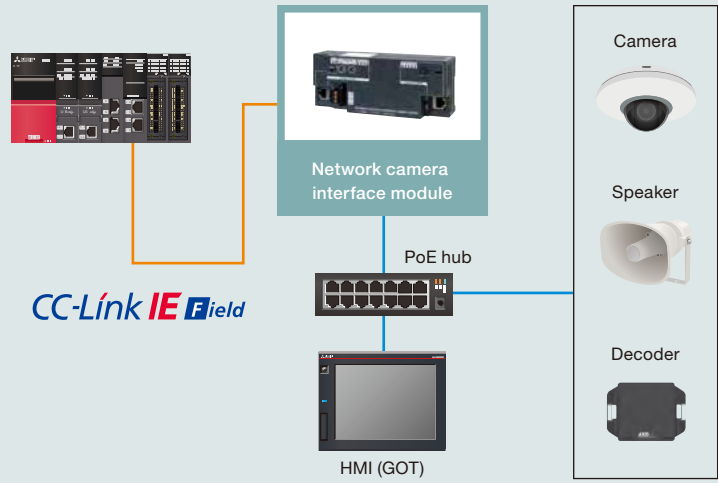 Camera
Network camera
interface module
Speaker
PoE hub
CC-Link IE Field
Decoder
HMI (GOT)